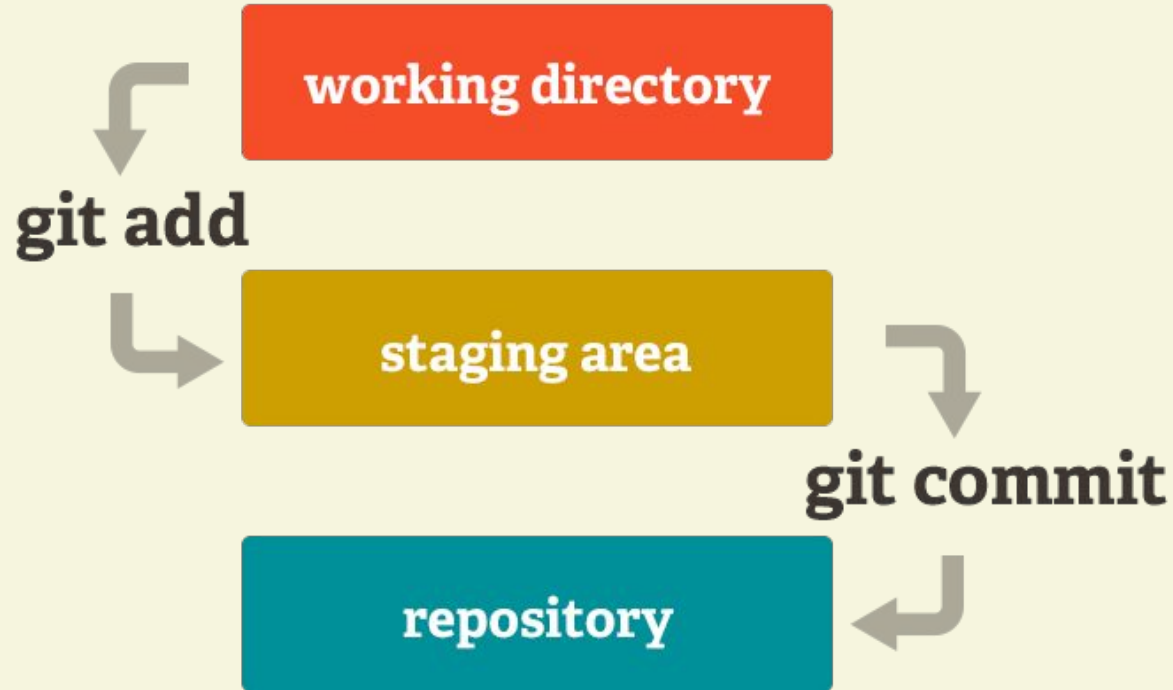 working directory
git add
staging area
git commit
repository